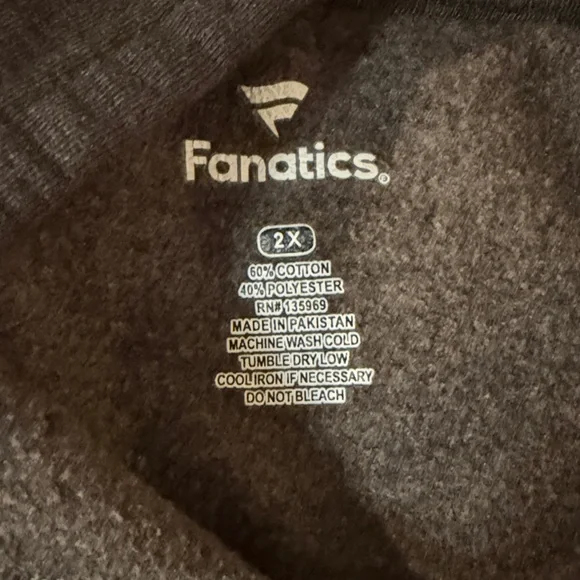 Fanatics®
2X
60% COTTON
40% POLYESTER
RN# 135969
MADE IN PAKISTAN
MACHINE WASH COLD
TUMBLE DRY LOW
COOL IRON IF NECESSARY
DO NOT BLEACH